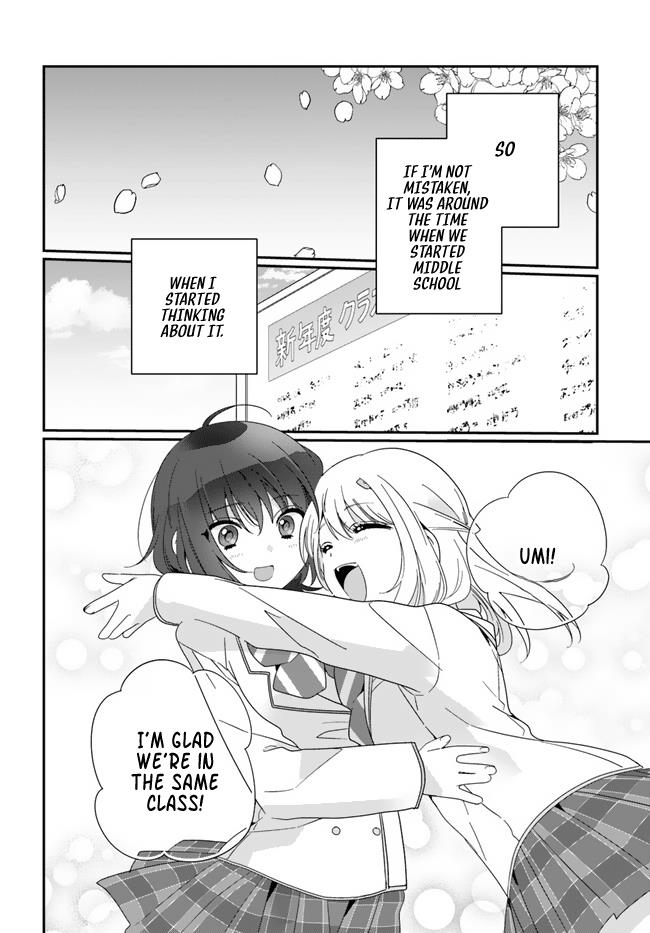 SO
IF I'M NOT
MISTAKEN,
IT WAS AROUND
THE TIME
WHEN WE
STARTED
MIDDLE
SCHOOL
WHEN I
STARTED
THINKING
ABOUT IT.
新年度 クラ
UMI!
I'M GLAD
WE'RE IN
THE SAME
CLASS!